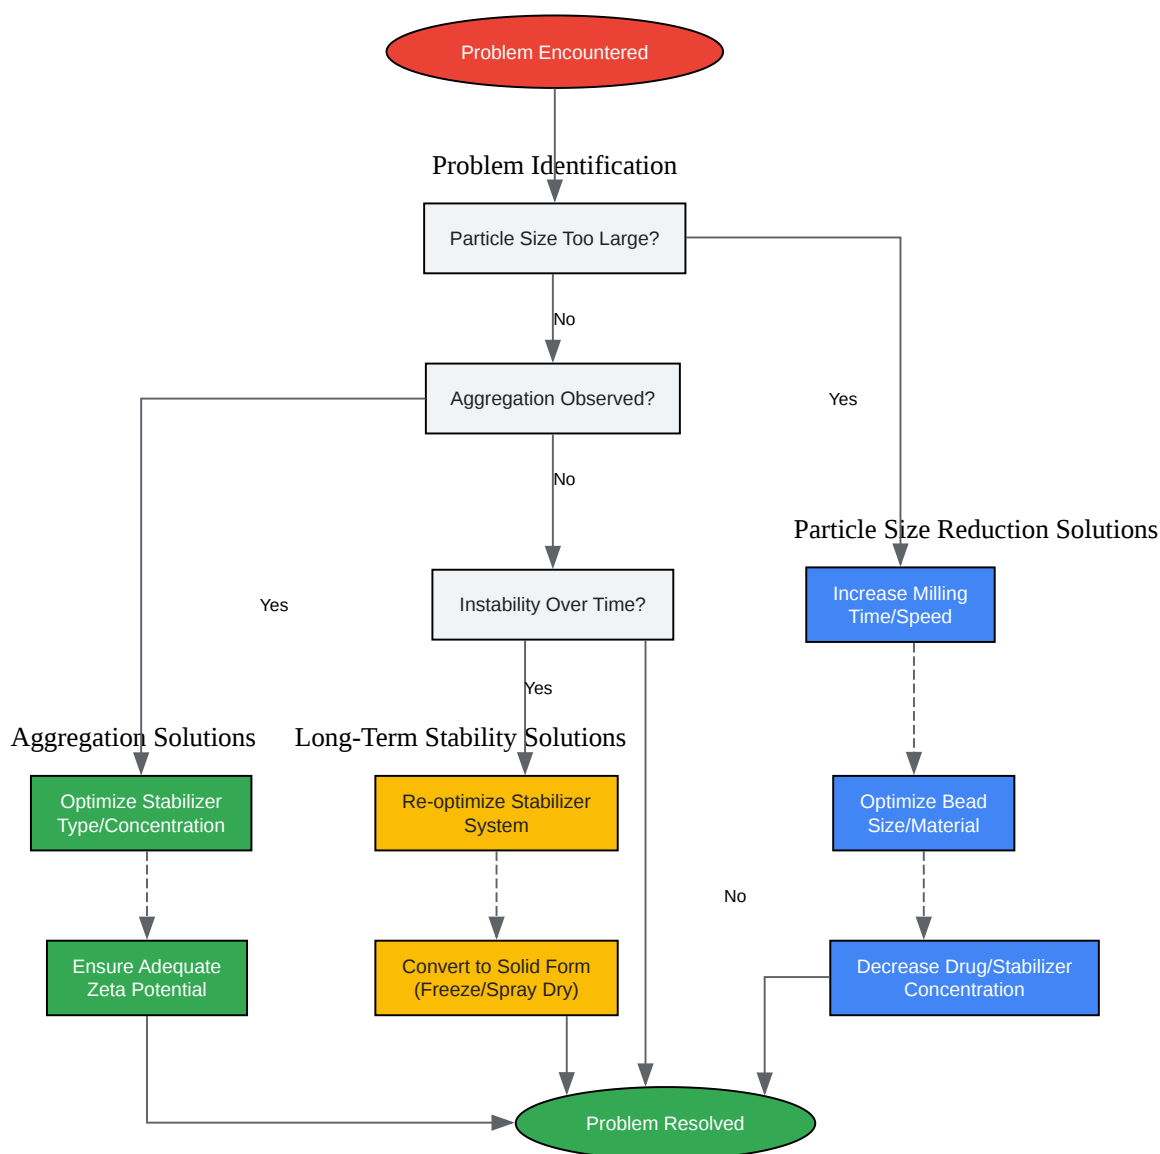 Problem Encountered
Problem Identification
Particle Size Too Large?
No
Aggregation Observed?
Yes
No
Particle Size Reduction Solutions
Increase Milling
Time/Speed
Instability Over Time?
Yes
Yes
Aggregation Solutions
Long-Term Stability Solutions
Optimize Stabilizer
Type/Concentration
Re-optimize Stabilizer
System
Optimize Bead
Size/Material
No
Ensure Adequate
Zeta Potential
Convert to Solid Form
(Freeze/Spray Dry)
Decrease Drug/Stabilizer
Concentration
Problem Resolved